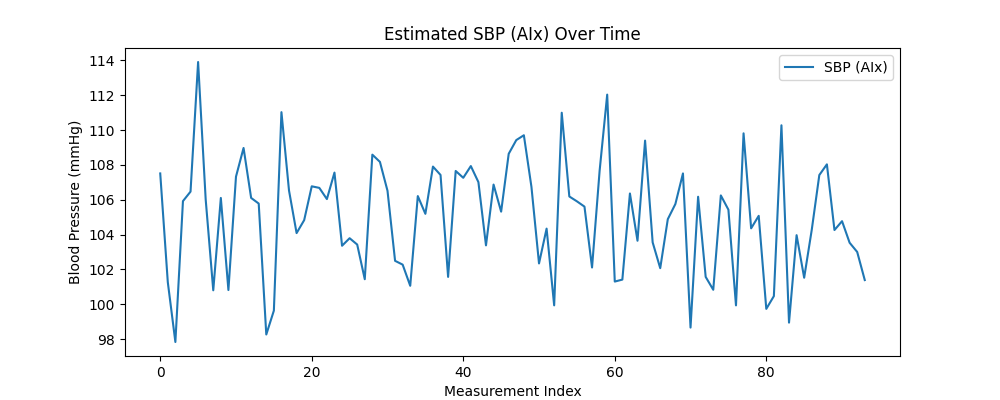 Estimated SBP (AIx) Over Time
SBP (AIx)
Blood Pressure (mmHg)
114
112
110
108
106
104
102
100
98
0 20 40 60 80
Measurement Index